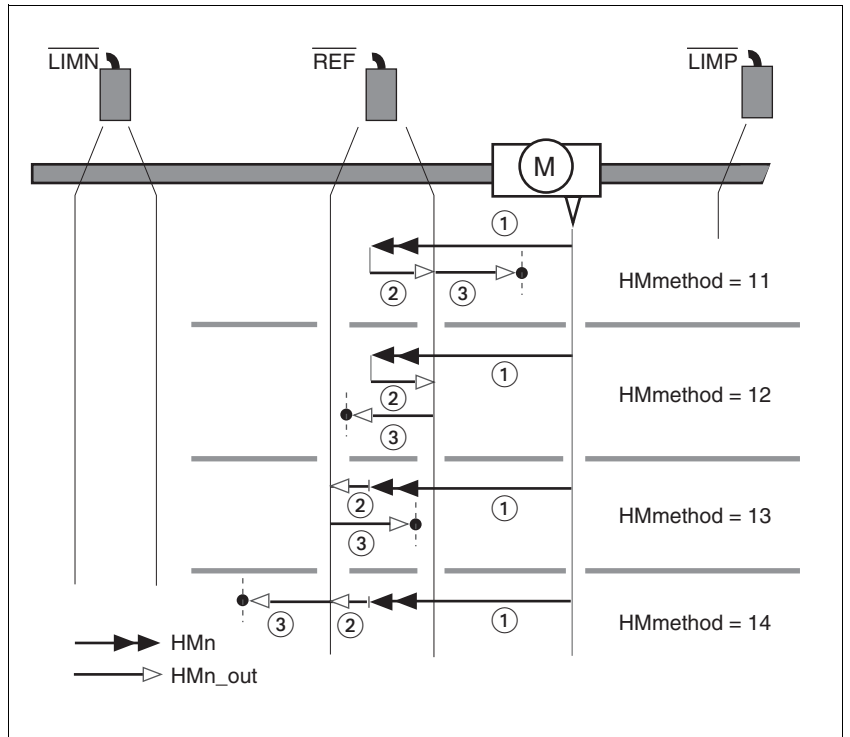 LIMN REF LIMP
M
①
② ③
HMmethod = 11
①
②
③
HMmethod = 12
② ①
③
HMmethod = 13
③ ② ①
HMmethod = 14
HMn
HMn_out